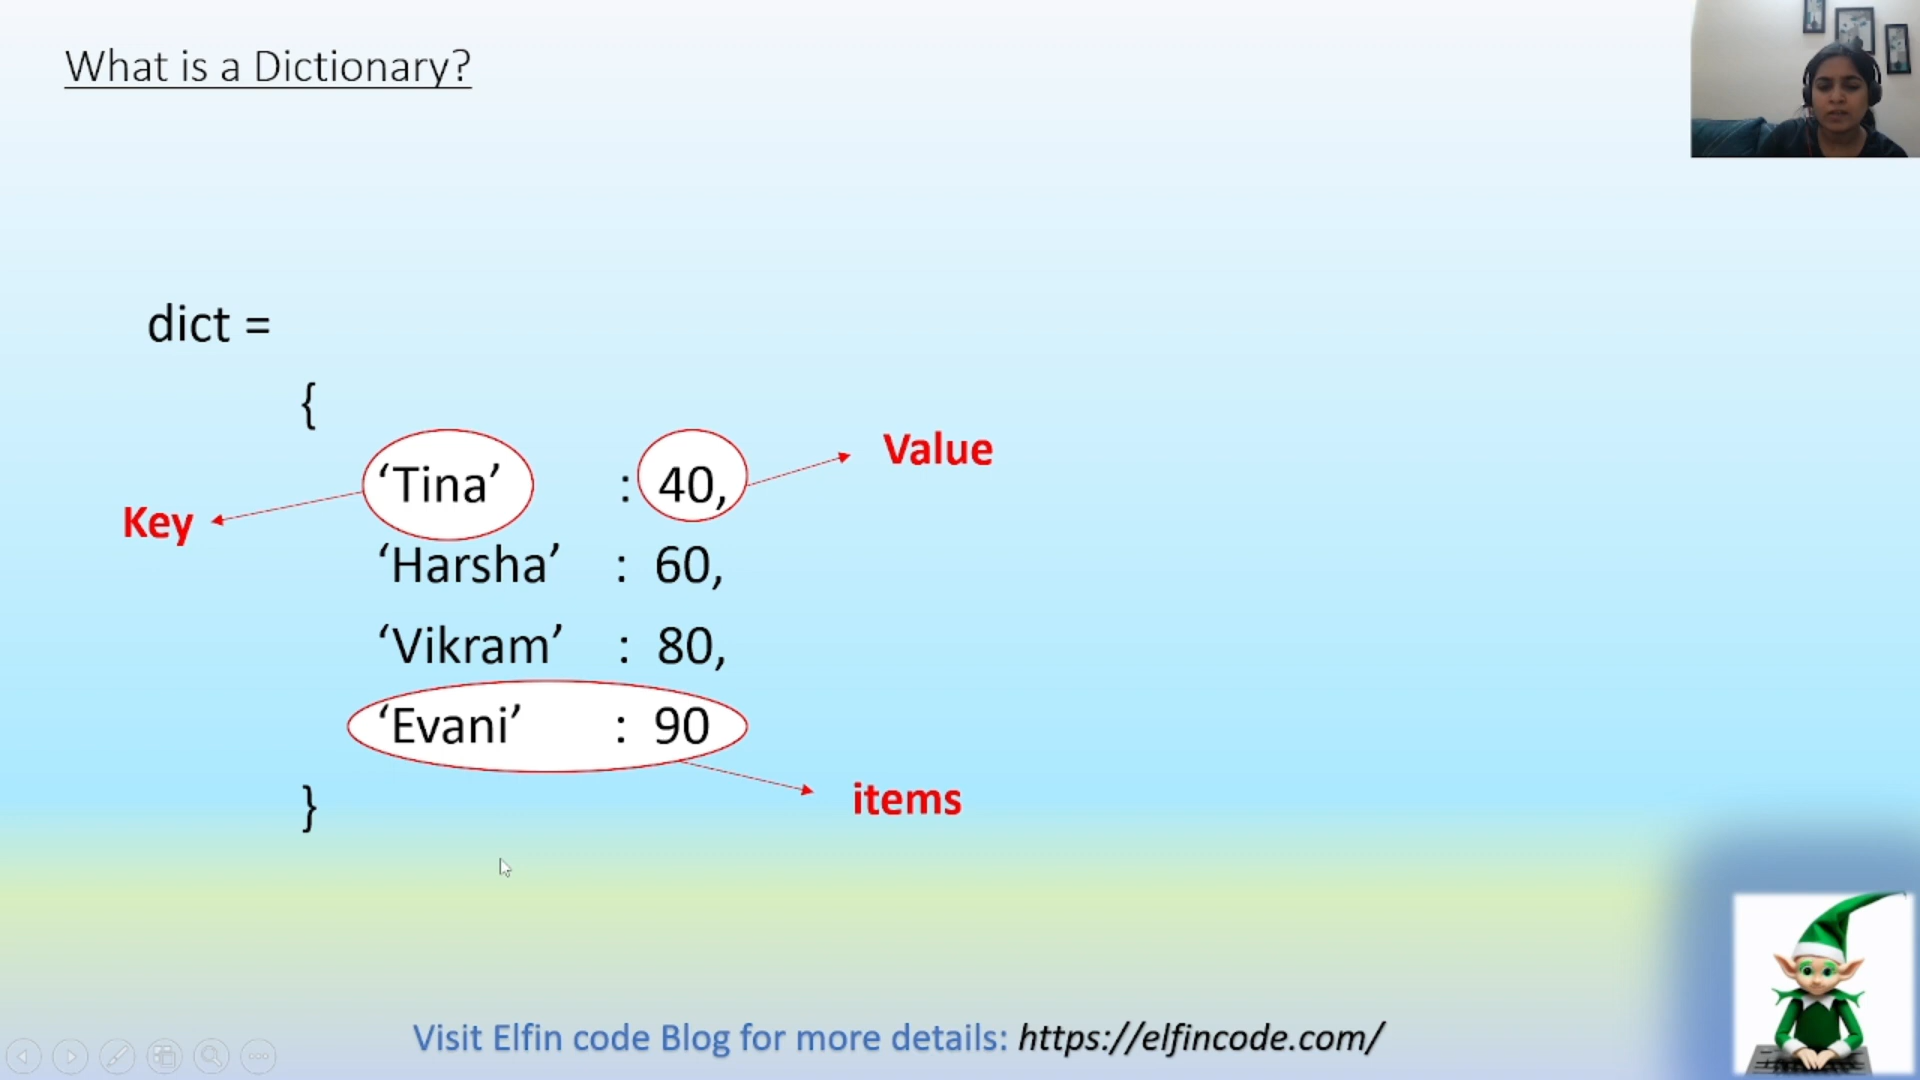 What is a Dictionary?
dict =
{
‘Tina’ : 40,
Value
Key
‘Harsha’ : 60,
‘Vikram’ : 80,
‘Evani’ : 90
items
}
Visit Elfin code Blog for more details: https://elfincode.com/